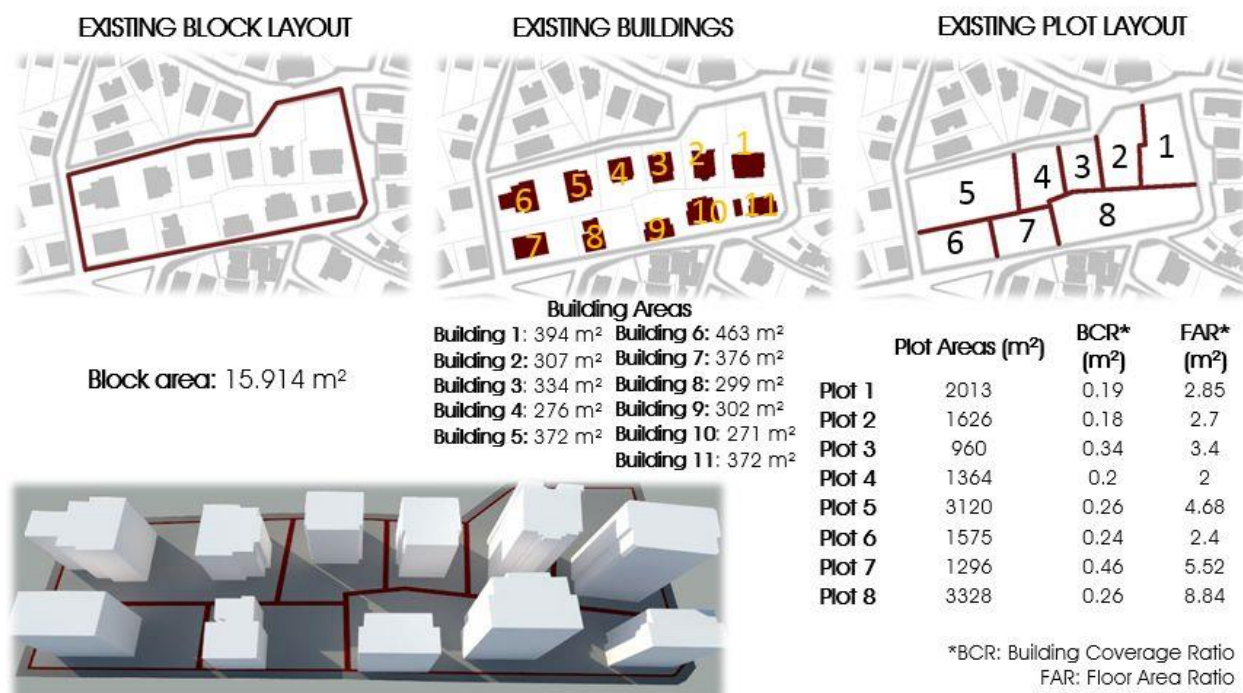 EXISTING BLOCK LAYOUT
EXISTING BUILDINGS
EXISTING PLOT LAYOUT
1
2
3
4
5
6
7
8
9
10
11
1
2
3
4
5
6
7
8
Block area: 15.914 m²
Building Areas
Building 1: 394 m² Building 6: 463 m²
Building 2: 307 m² Building 7: 376 m²
Building 3: 334 m² Building 8: 299 m²
Building 4: 276 m² Building 9: 302 m²
Building 5: 372 m² Building 10: 271 m²
Building 11: 372 m²
Plot Areas (m²) BCR* (m²) FAR* (m²)
Plot 1 2013 0.19 2.85
Plot 2 1626 0.18 2.7
Plot 3 960 0.34 3.4
Plot 4 1364 0.2 2
Plot 5 3120 0.26 4.68
Plot 6 1575 0.24 2.4
Plot 7 1296 0.46 5.52
Plot 8 3328 0.26 8.84
*BCR: Building Coverage Ratio
FAR: Floor Area Ratio